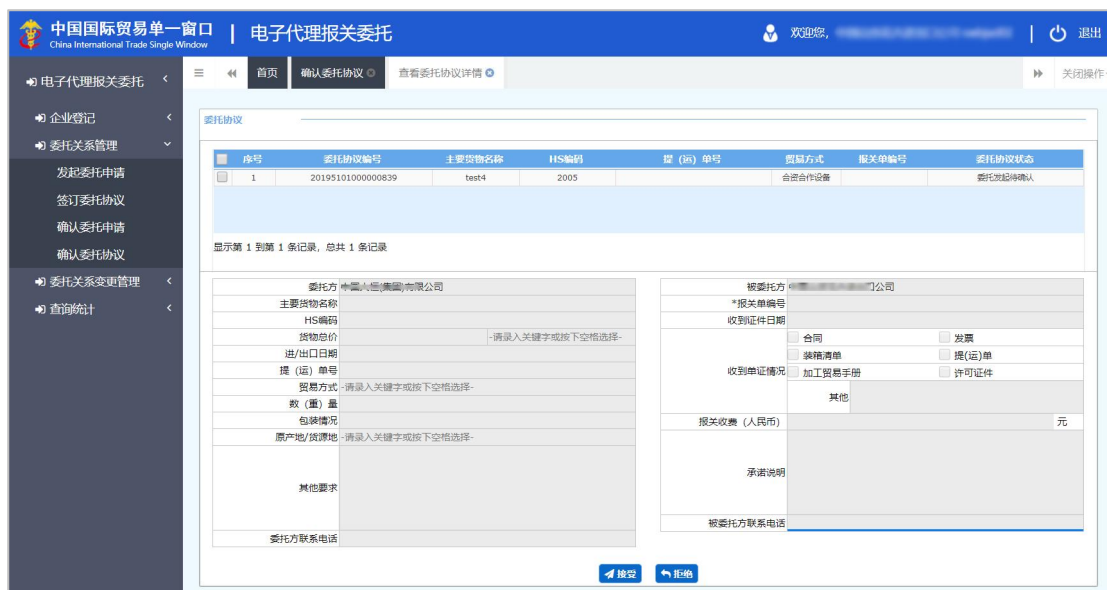 中国国际贸易单一窗口 | 电子代理报关委托
China International Trade Single Window
欢迎您,
退出
电子代理报关委托
首页
确认委托协议
查看委托协议详情
关闭操作
企业登记
委托关系管理
发起委托申请
签订委托协议
确认委托申请
确认委托协议
委托关系变更管理
查询统计
委托协议
序号 委托协议编号 主要货物名称 HS编码 提 (运) 单号 贸易方式 报关单编号 委托协议状态
1 20195101000000839 test4 2005 合资合作设备 委托发起待确认
显示第 1 到第 1 条记录, 总共 1 条记录
委托方 有限公司
主要货物名称
HS编码
货物总价 -请录入关键字或按下空格选择-
进/出口日期
提 (运) 单号
贸易方式 -请录入关键字或按下空格选择-
数 (重) 量
包装情况
原产地/货源地 -请录入关键字或按下空格选择-
其他要求
委托方联系电话
被委托方 公司
*报关单编号
收到证件日期
收到单证情况
合同 发票
装箱清单 提(运)单
加工贸易手册 许可证件
其他
报关收费 (人民币) 元
承诺说明
被委托方联系电话
接受 拒绝